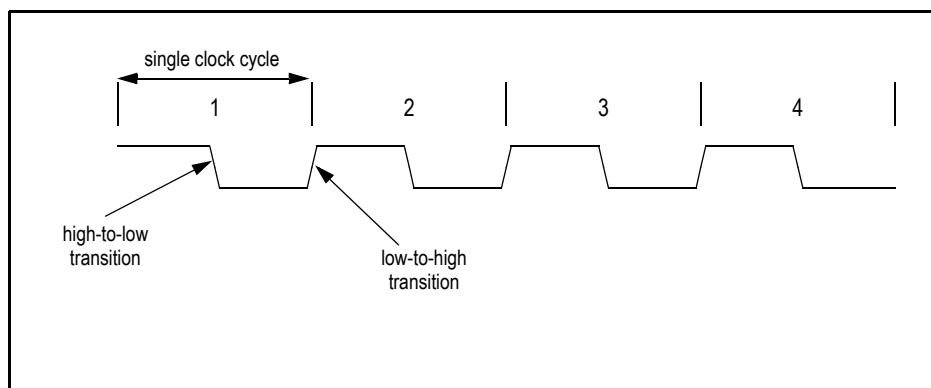 single clock cycle
1 2 3 4
high-to-low
transition
low-to-high
transition